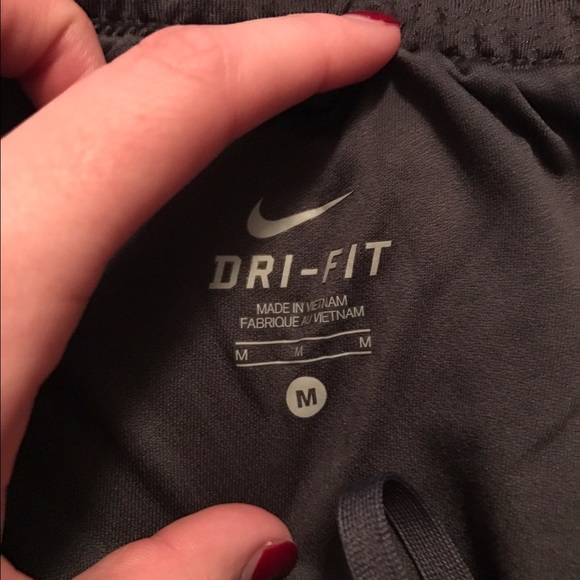 DRI-FIT
MADE IN VIETNAM
FABRIQUE AU VIETNAM
M M M
M